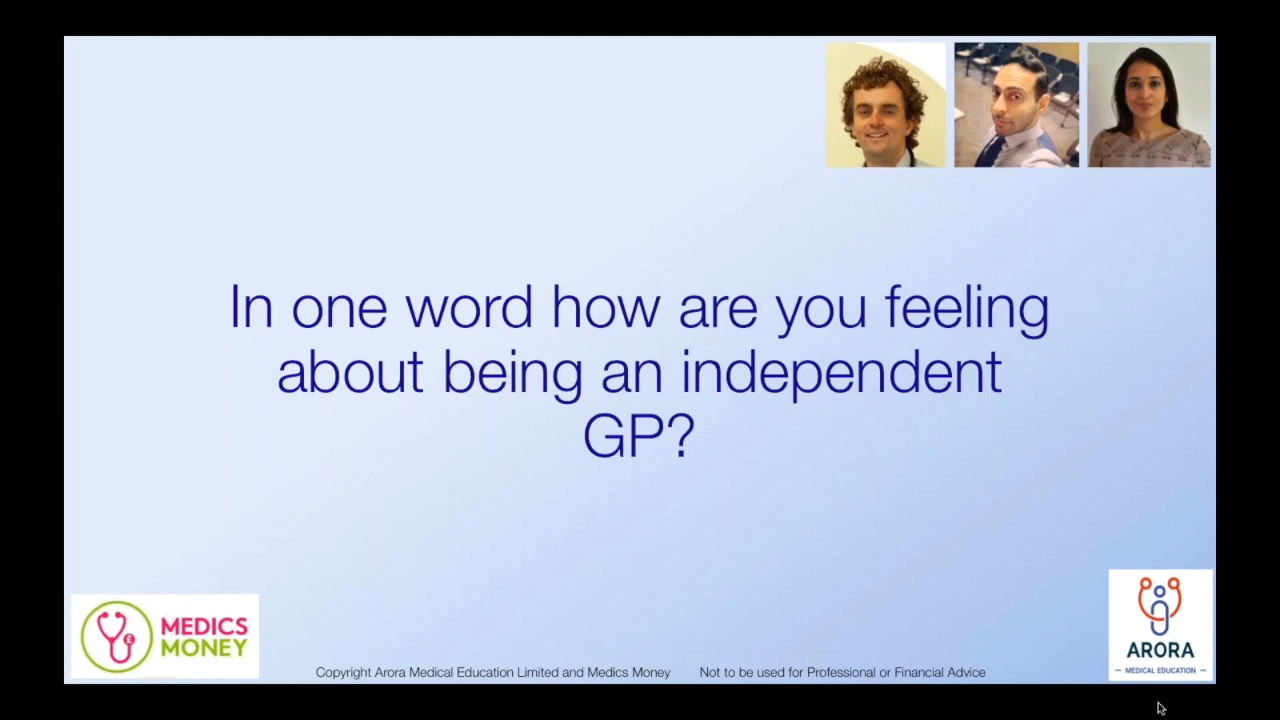 In one word how are you feeling
about being an independent
GP?
MEDICS
MONEY
Copyright Arora Medical Education Limited and Medics Money Not to be used for Professional or Financial Advice
ARORA
– MEDICAL EDUCATION –